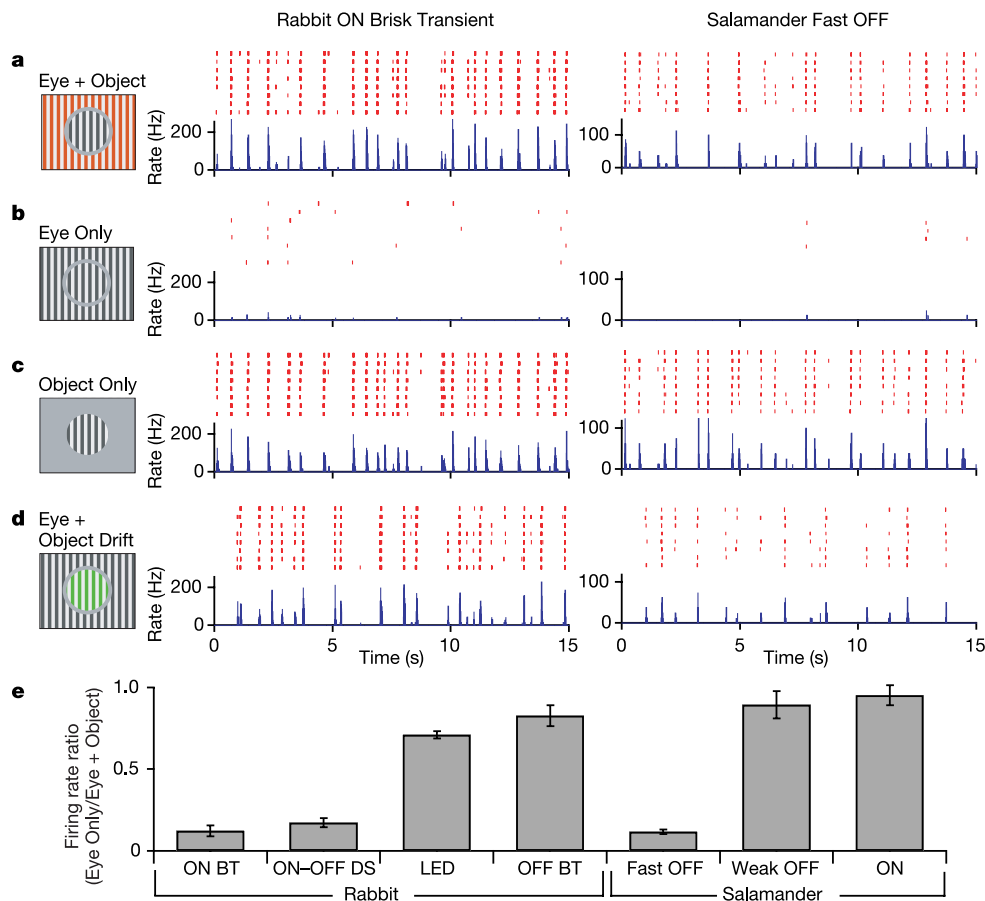 Rabbit ON Brisk Transient
Salamander Fast OFF
a
Eye + Object
Rate (Hz)
200
0
100
0
b
Eye Only
Rate (Hz)
200
0
100
0
0
5
10
15
c
Object Only
Rate (Hz)
200
0
100
0
d
Eye +
Object Drift
Rate (Hz)
200
0
100
0
0
5
10
15
Time (s)
0
5
10
15
Time (s)
e
Firing rate ratio
(Eye Only/Eye + Object)
1.0
0.5
0
ON BT
ON–OFF DS
LED
OFF BT
Fast OFF
Weak OFF
ON
Rabbit
Salamander